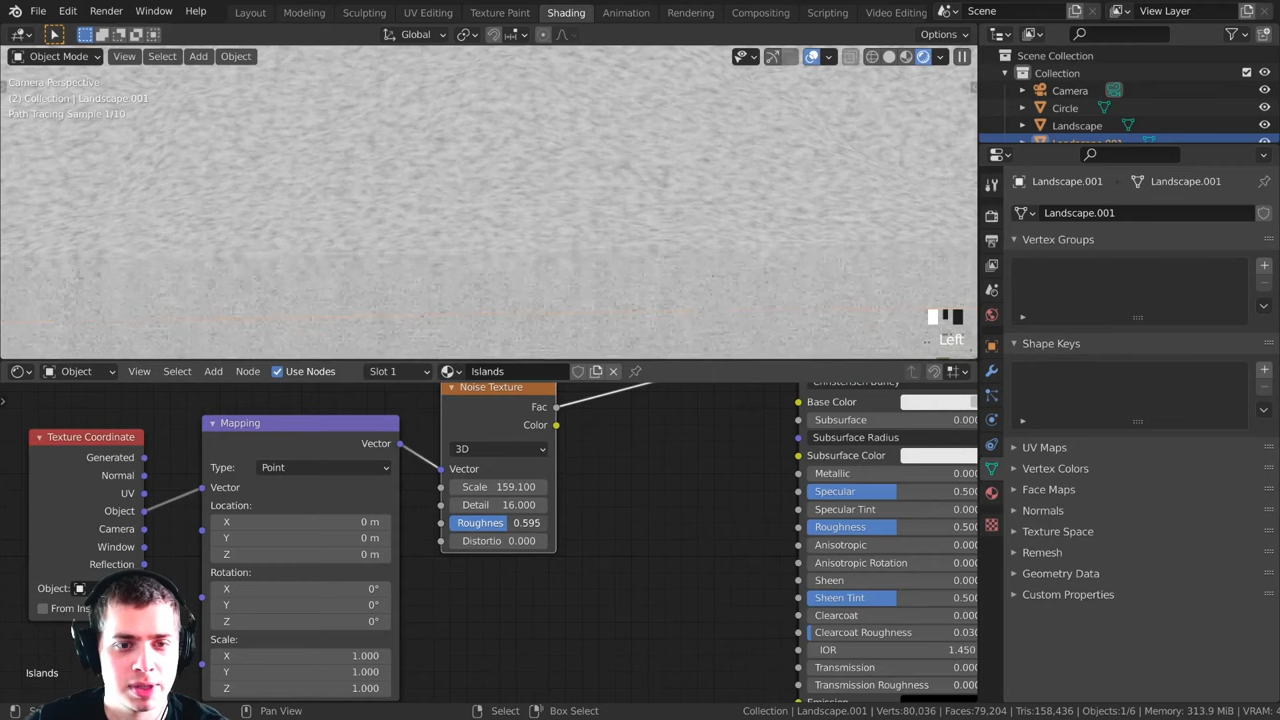 File Edit Render Window Help Layout Modeling Sculpting UV Editing Texture Paint Shading Animation Rendering Compositing Scripting Video Editing Scene View Layer
Global Options
Object Mode View Select Add Object
Camera Perspective
(2) Collection | Landscape.001
Path Tracing Sample 1/10
Left
Scene Collection
Collection
Camera
Circle
Landscape
Landscape.001
Landscape.001 Landscape.001
Landscape.001
Vertex Groups
Shape Keys
UV Maps
Vertex Colors
Face Maps
Normals
Texture Space
Remesh
Geometry Data
Custom Properties
Object View Select Add Node Use Nodes Slot 1 Islands
Texture Coordinate
Generated
Normal
UV
Object
Camera
Window
Reflection
Object:
From Ins
Islands
Mapping
Vector
Type: Point
Vector
Location:
X 0 m
Y 0 m
Z 0 m
Rotation:
X 0°
Y 0°
Z 0°
Scale:
X 1.000
Y 1.000
Z 1.000
Noise Texture
Fac
Color
3D
Vector
Scale 159.100
Detail 16.000
Roughnes 0.595
Distortio 0.000
Christensen-Burley
Base Color
Subsurface 0.000
Subsurface Radius
Subsurface Color
Metallic 0.000
Specular 0.500
Specular Tint 0.000
Roughness 0.500
Anisotropic 0.000
Anisotropic Rotation 0.000
Sheen 0.000
Sheen Tint 0.500
Clearcoat 0.000
Clearcoat Roughness 0.030
IOR 1.450
Transmission 0.000
Transmission Roughness 0.000
Pan View Select Box Select Collection | Landscape.001 | Verts:80,036 | Faces:79,204 | Tris:158,436 | Objects:1/6 | Memory: 313.9 MiB | VRAM: 4